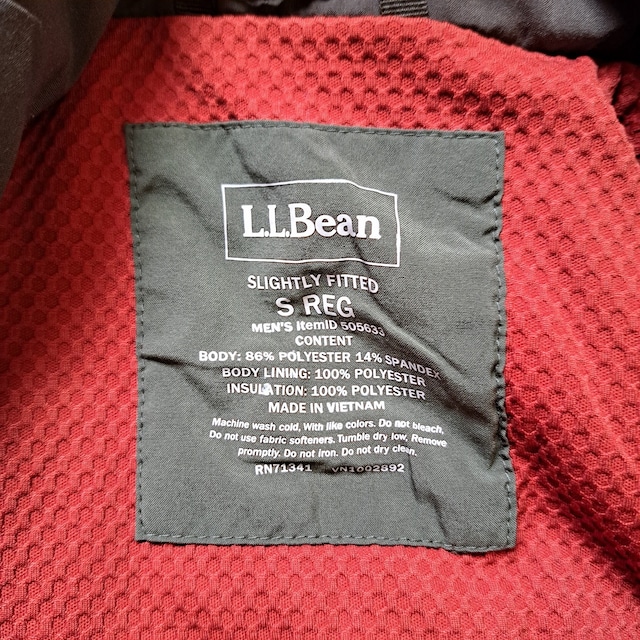 L.L.Bean
SLIGHTLY FITTED
S REG
MEN'S ItemID 505633
CONTENT
BODY: 86% POLYESTER 14% SPANDEX
BODY LINING: 100% POLYESTER
INSULATION: 100% POLYESTER
MADE IN VIETNAM
Machine wash cold, With like colors. Do not bleach.
Do not use fabric softeners. Tumble dry low, Remove
promptly. Do not iron. Do not dry clean.
RN71341 VN1002892